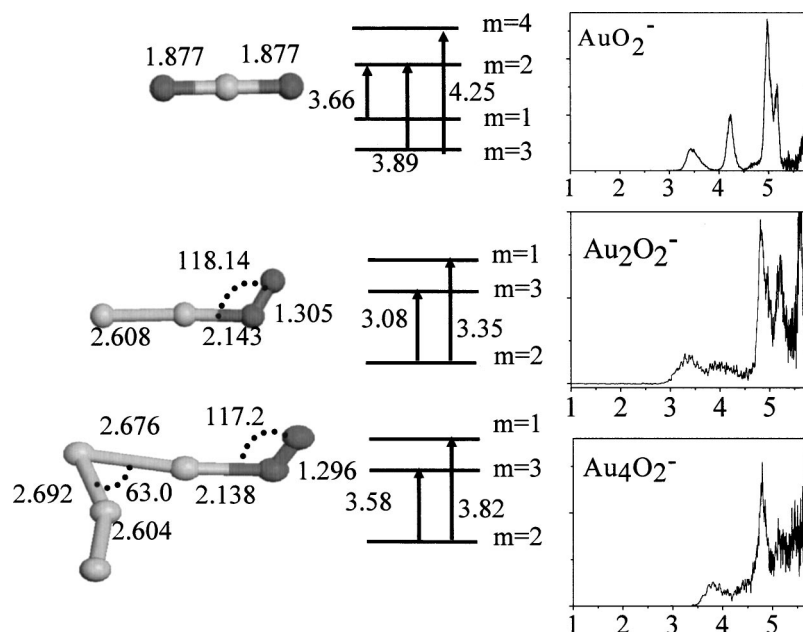 1.877 1.877
m=4
m=2
3.66
4.25
m=1
3.89
m=3
AuO2-
1 2 3 4 5
118.14
1.305
2.608 2.143
m=1
m=3
3.08 3.35
m=2
Au2O2-
1 2 3 4 5
2.676
117.2
1.296
2.692 63.0 2.138
2.604
m=1
m=3
3.58 3.82
m=2
Au4O2-
1 2 3 4 5